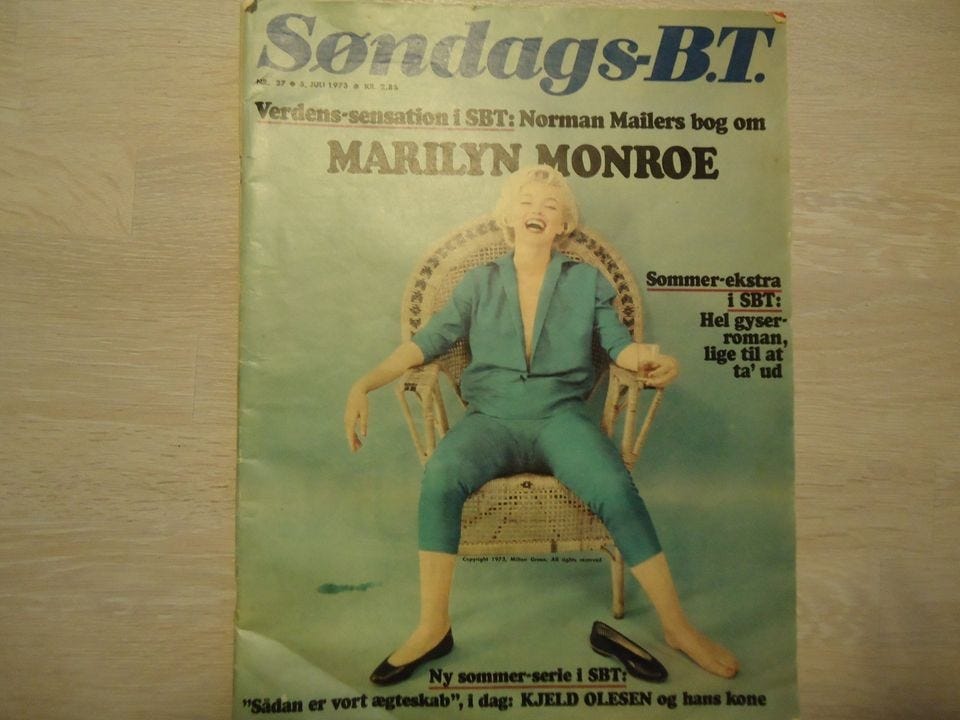 Søndags-B.T.
NR. 27 ● 5. JULI 1973 ● KR. 2.85
Verdens-sensation i SBT: Norman Mailers bog om
MARILYN MONROE
Sommer-ekstra
i SBT:
Hel gyser-
roman,
lige til at
ta' ud
Copyright 1973, Milton Green, All rights reserved
Ny sommer-serie i SBT:
"Sådan er vort ægteskab", i dag: KJELD OLESEN og hans kone